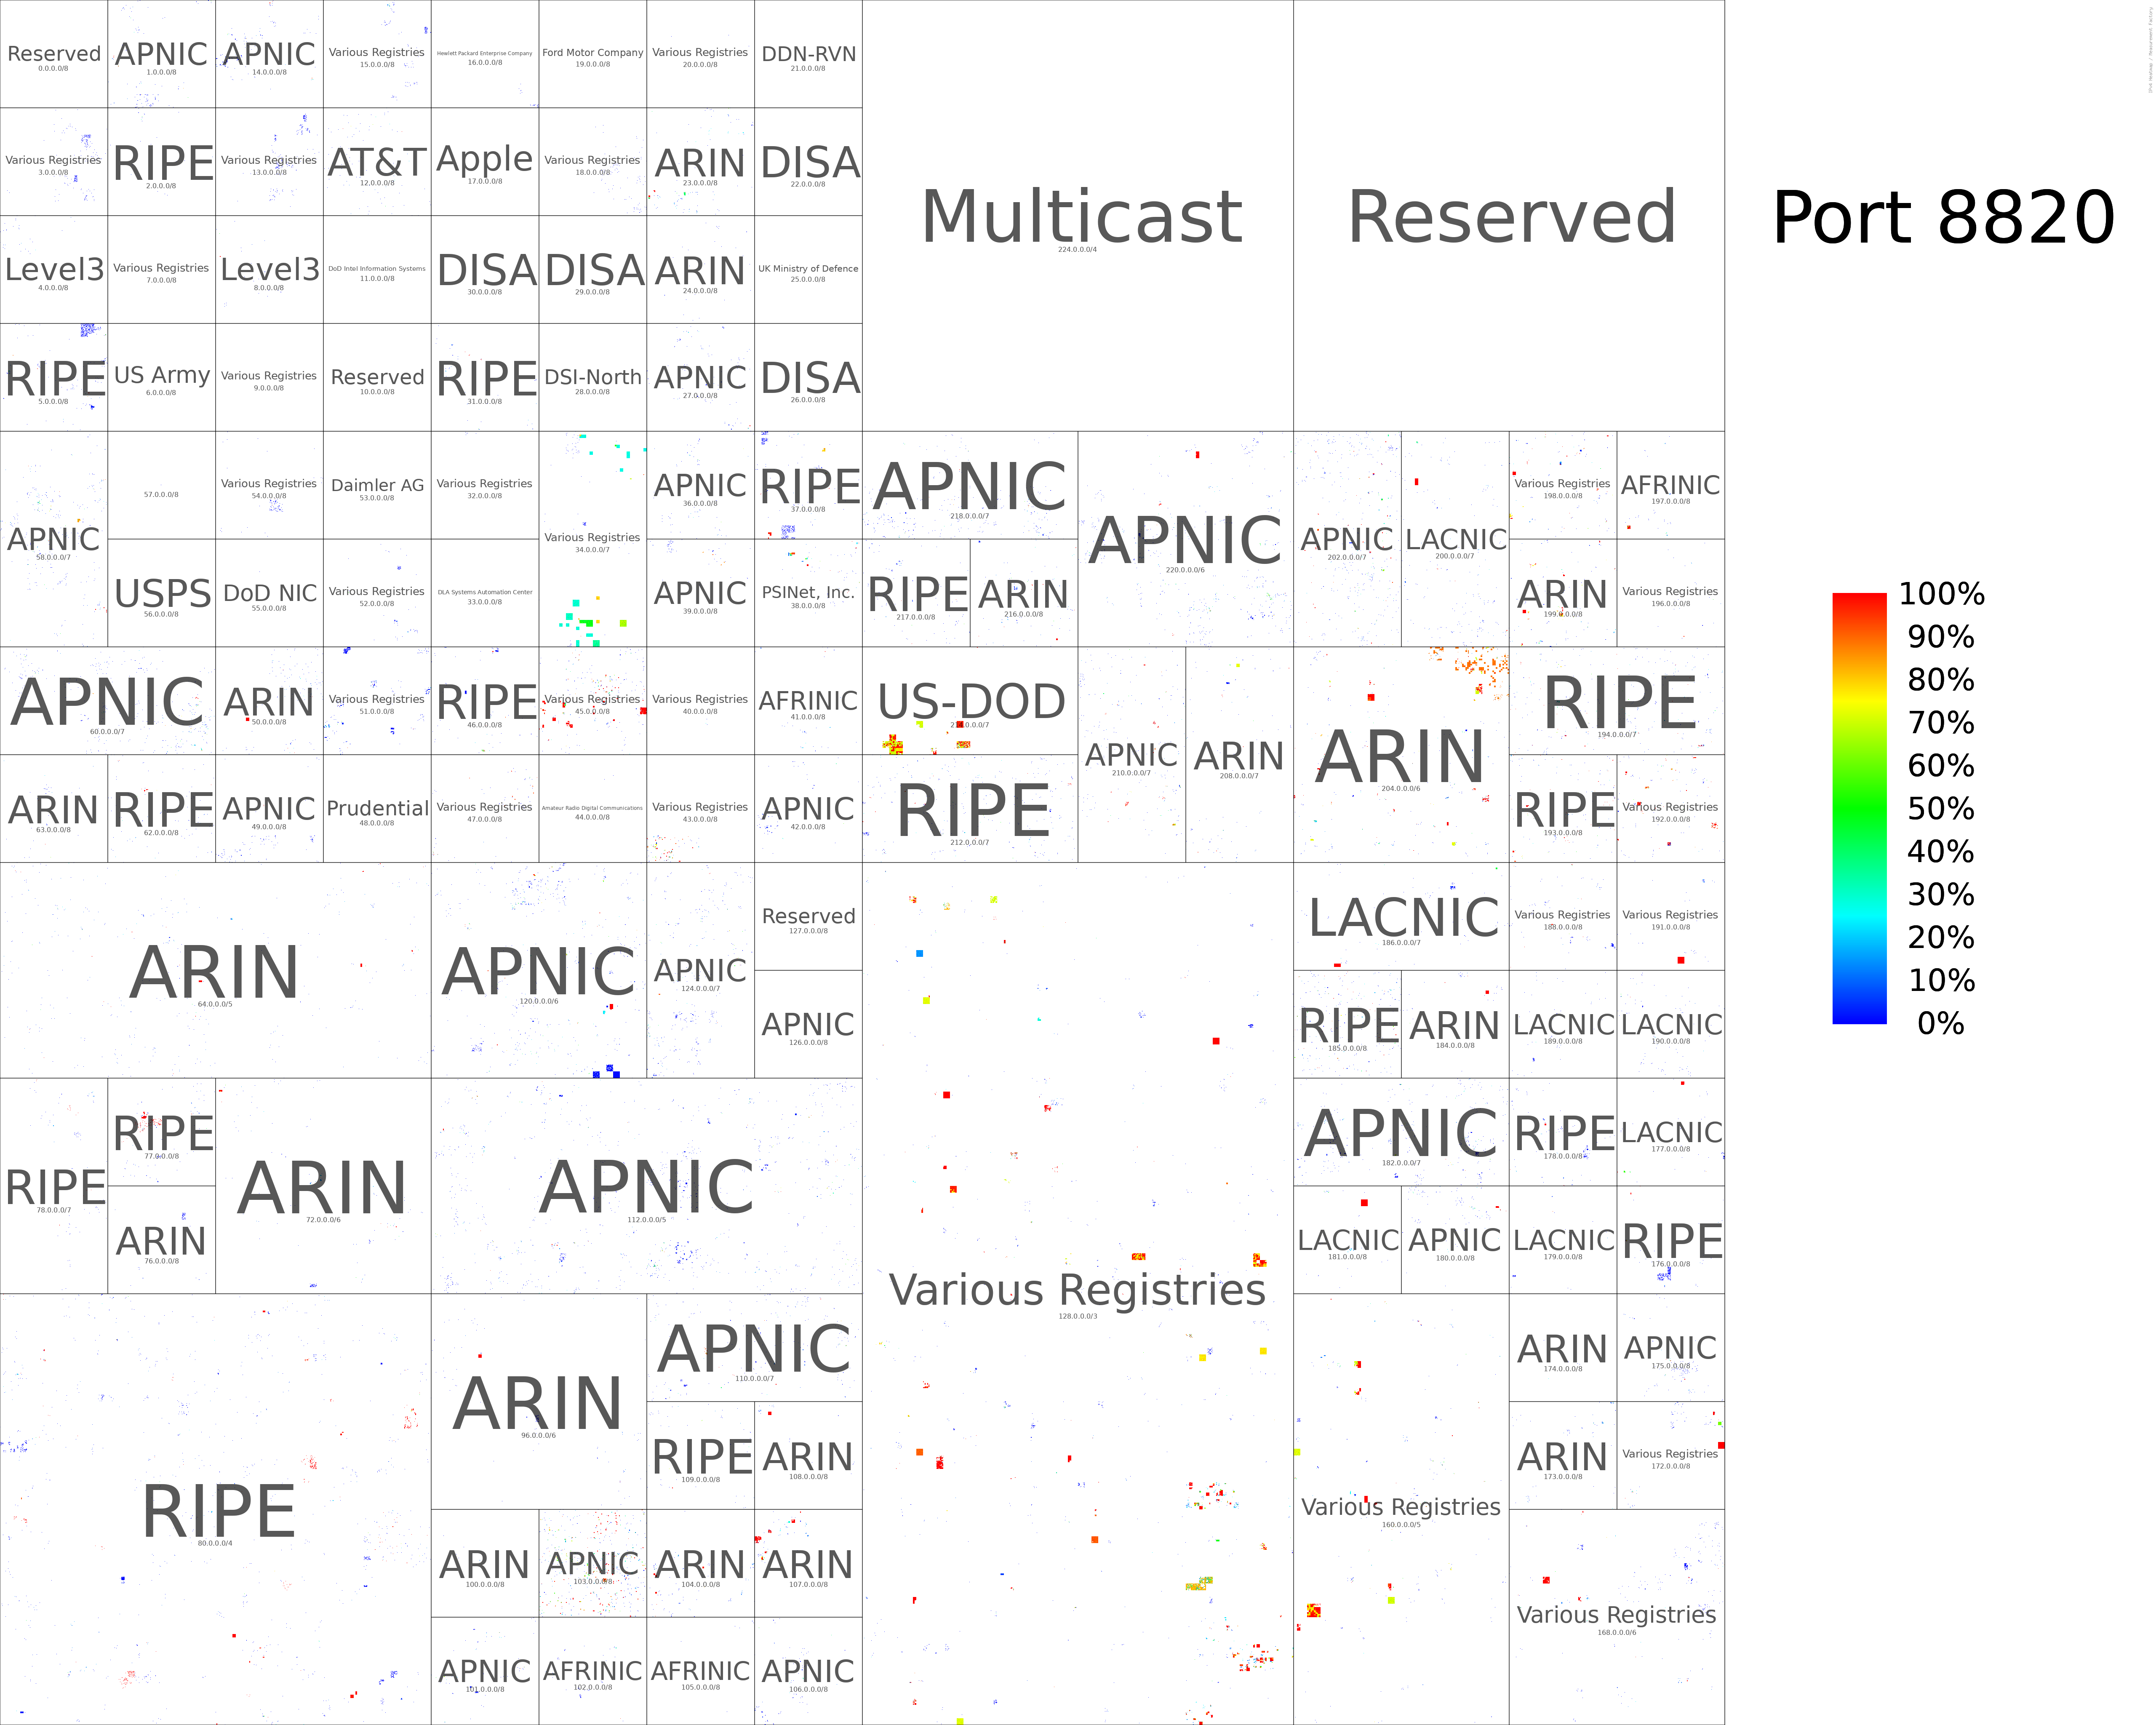 Reserved
0.0.0.0/8
APNIC
1.0.0.0/8
APNIC
14.0.0.0/8
Various Registries
15.0.0.0/8
Hewlett Packard Enterprise Company
16.0.0.0/8
Ford Motor Company
19.0.0.0/8
Various Registries
20.0.0.0/8
DDN-RVN
21.0.0.0/8
Various Registries
3.0.0.0/8
RIPE
2.0.0.0/8
Various Registries
13.0.0.0/8
AT&T
12.0.0.0/8
Apple
17.0.0.0/8
Various Registries
18.0.0.0/8
ARIN
23.0.0.0/8
DISA
22.0.0.0/8
Multicast
224.0.0.0/4
Reserved
Port 8820
Level3
4.0.0.0/8
Various Registries
7.0.0.0/8
Level3
8.0.0.0/8
DoD Intel Information Systems
11.0.0.0/8
DISA
30.0.0.0/8
DISA
29.0.0.0/8
ARIN
24.0.0.0/8
UK Ministry of Defence
25.0.0.0/8
RIPE
5.0.0.0/8
US Army
6.0.0.0/8
Various Registries
9.0.0.0/8
Reserved
10.0.0.0/8
RIPE
31.0.0.0/8
DSI-North
28.0.0.0/8
APNIC
27.0.0.0/8
DISA
26.0.0.0/8
APNIC
58.0.0.0/7
57.0.0.0/8
Various Registries
54.0.0.0/8
Daimler AG
53.0.0.0/8
Various Registries
32.0.0.0/8
Various Registries
34.0.0.0/7
APNIC
36.0.0.0/8
RIPE
37.0.0.0/8
APNIC
218.0.0.0/7
APNIC
220.0.0.0/6
APNIC
202.0.0.0/7
LACNIC
200.0.0.0/7
Various Registries
198.0.0.0/8
AFRINIC
197.0.0.0/8
USPS
56.0.0.0/8
DoD NIC
55.0.0.0/8
Various Registries
52.0.0.0/8
DLA Systems Automation Center
33.0.0.0/8
APNIC
39.0.0.0/8
PSINet, Inc.
38.0.0.0/8
RIPE
217.0.0.0/8
ARIN
216.0.0.0/8
ARIN
199.0.0.0/8
Various Registries
196.0.0.0/8
100%
90%
80%
70%
60%
50%
40%
30%
20%
10%
0%
APNIC
60.0.0.0/7
ARIN
50.0.0.0/8
Various Registries
51.0.0.0/8
RIPE
46.0.0.0/8
Various Registries
45.0.0.0/8
Various Registries
40.0.0.0/8
AFRINIC
41.0.0.0/8
US-DOD
APNIC
210.0.0.0/7
ARIN
208.0.0.0/7
ARIN
204.0.0.0/6
RIPE
194.0.0.0/7
ARIN
63.0.0.0/8
RIPE
62.0.0.0/8
APNIC
49.0.0.0/8
Prudential
48.0.0.0/8
Various Registries
47.0.0.0/8
Amateur Radio Digital Communications
44.0.0.0/8
Various Registries
43.0.0.0/8
APNIC
42.0.0.0/8
RIPE
212.0.0.0/7
RIPE
193.0.0.0/8
Various Registries
192.0.0.0/8
ARIN
64.0.0.0/5
APNIC
120.0.0.0/6
APNIC
124.0.0.0/7
Reserved
127.0.0.0/8
APNIC
126.0.0.0/8
LACNIC
186.0.0.0/7
Various Registries
188.0.0.0/8
Various Registries
191.0.0.0/8
RIPE
185.0.0.0/8
ARIN
184.0.0.0/8
LACNIC
189.0.0.0/8
LACNIC
190.0.0.0/8
RIPE
78.0.0.0/7
RIPE
77.0.0.0/8
ARIN
76.0.0.0/8
ARIN
72.0.0.0/6
APNIC
112.0.0.0/5
Various Registries
128.0.0.0/3
APNIC
182.0.0.0/7
RIPE
178.0.0.0/8
LACNIC
177.0.0.0/8
LACNIC
181.0.0.0/8
APNIC
180.0.0.0/8
LACNIC
179.0.0.0/8
RIPE
176.0.0.0/8
RIPE
80.0.0.0/4
ARIN
96.0.0.0/6
APNIC
110.0.0.0/7
RIPE
109.0.0.0/8
ARIN
108.0.0.0/8
Various Registries
160.0.0.0/5
ARIN
174.0.0.0/8
APNIC
175.0.0.0/8
ARIN
173.0.0.0/8
Various Registries
172.0.0.0/8
ARIN
100.0.0.0/8
APNIC
103.0.0.0/8
ARIN
104.0.0.0/8
ARIN
107.0.0.0/8
Various Registries
168.0.0.0/6
APNIC
101.0.0.0/8
AFRINIC
102.0.0.0/8
AFRINIC
105.0.0.0/8
APNIC
106.0.0.0/8